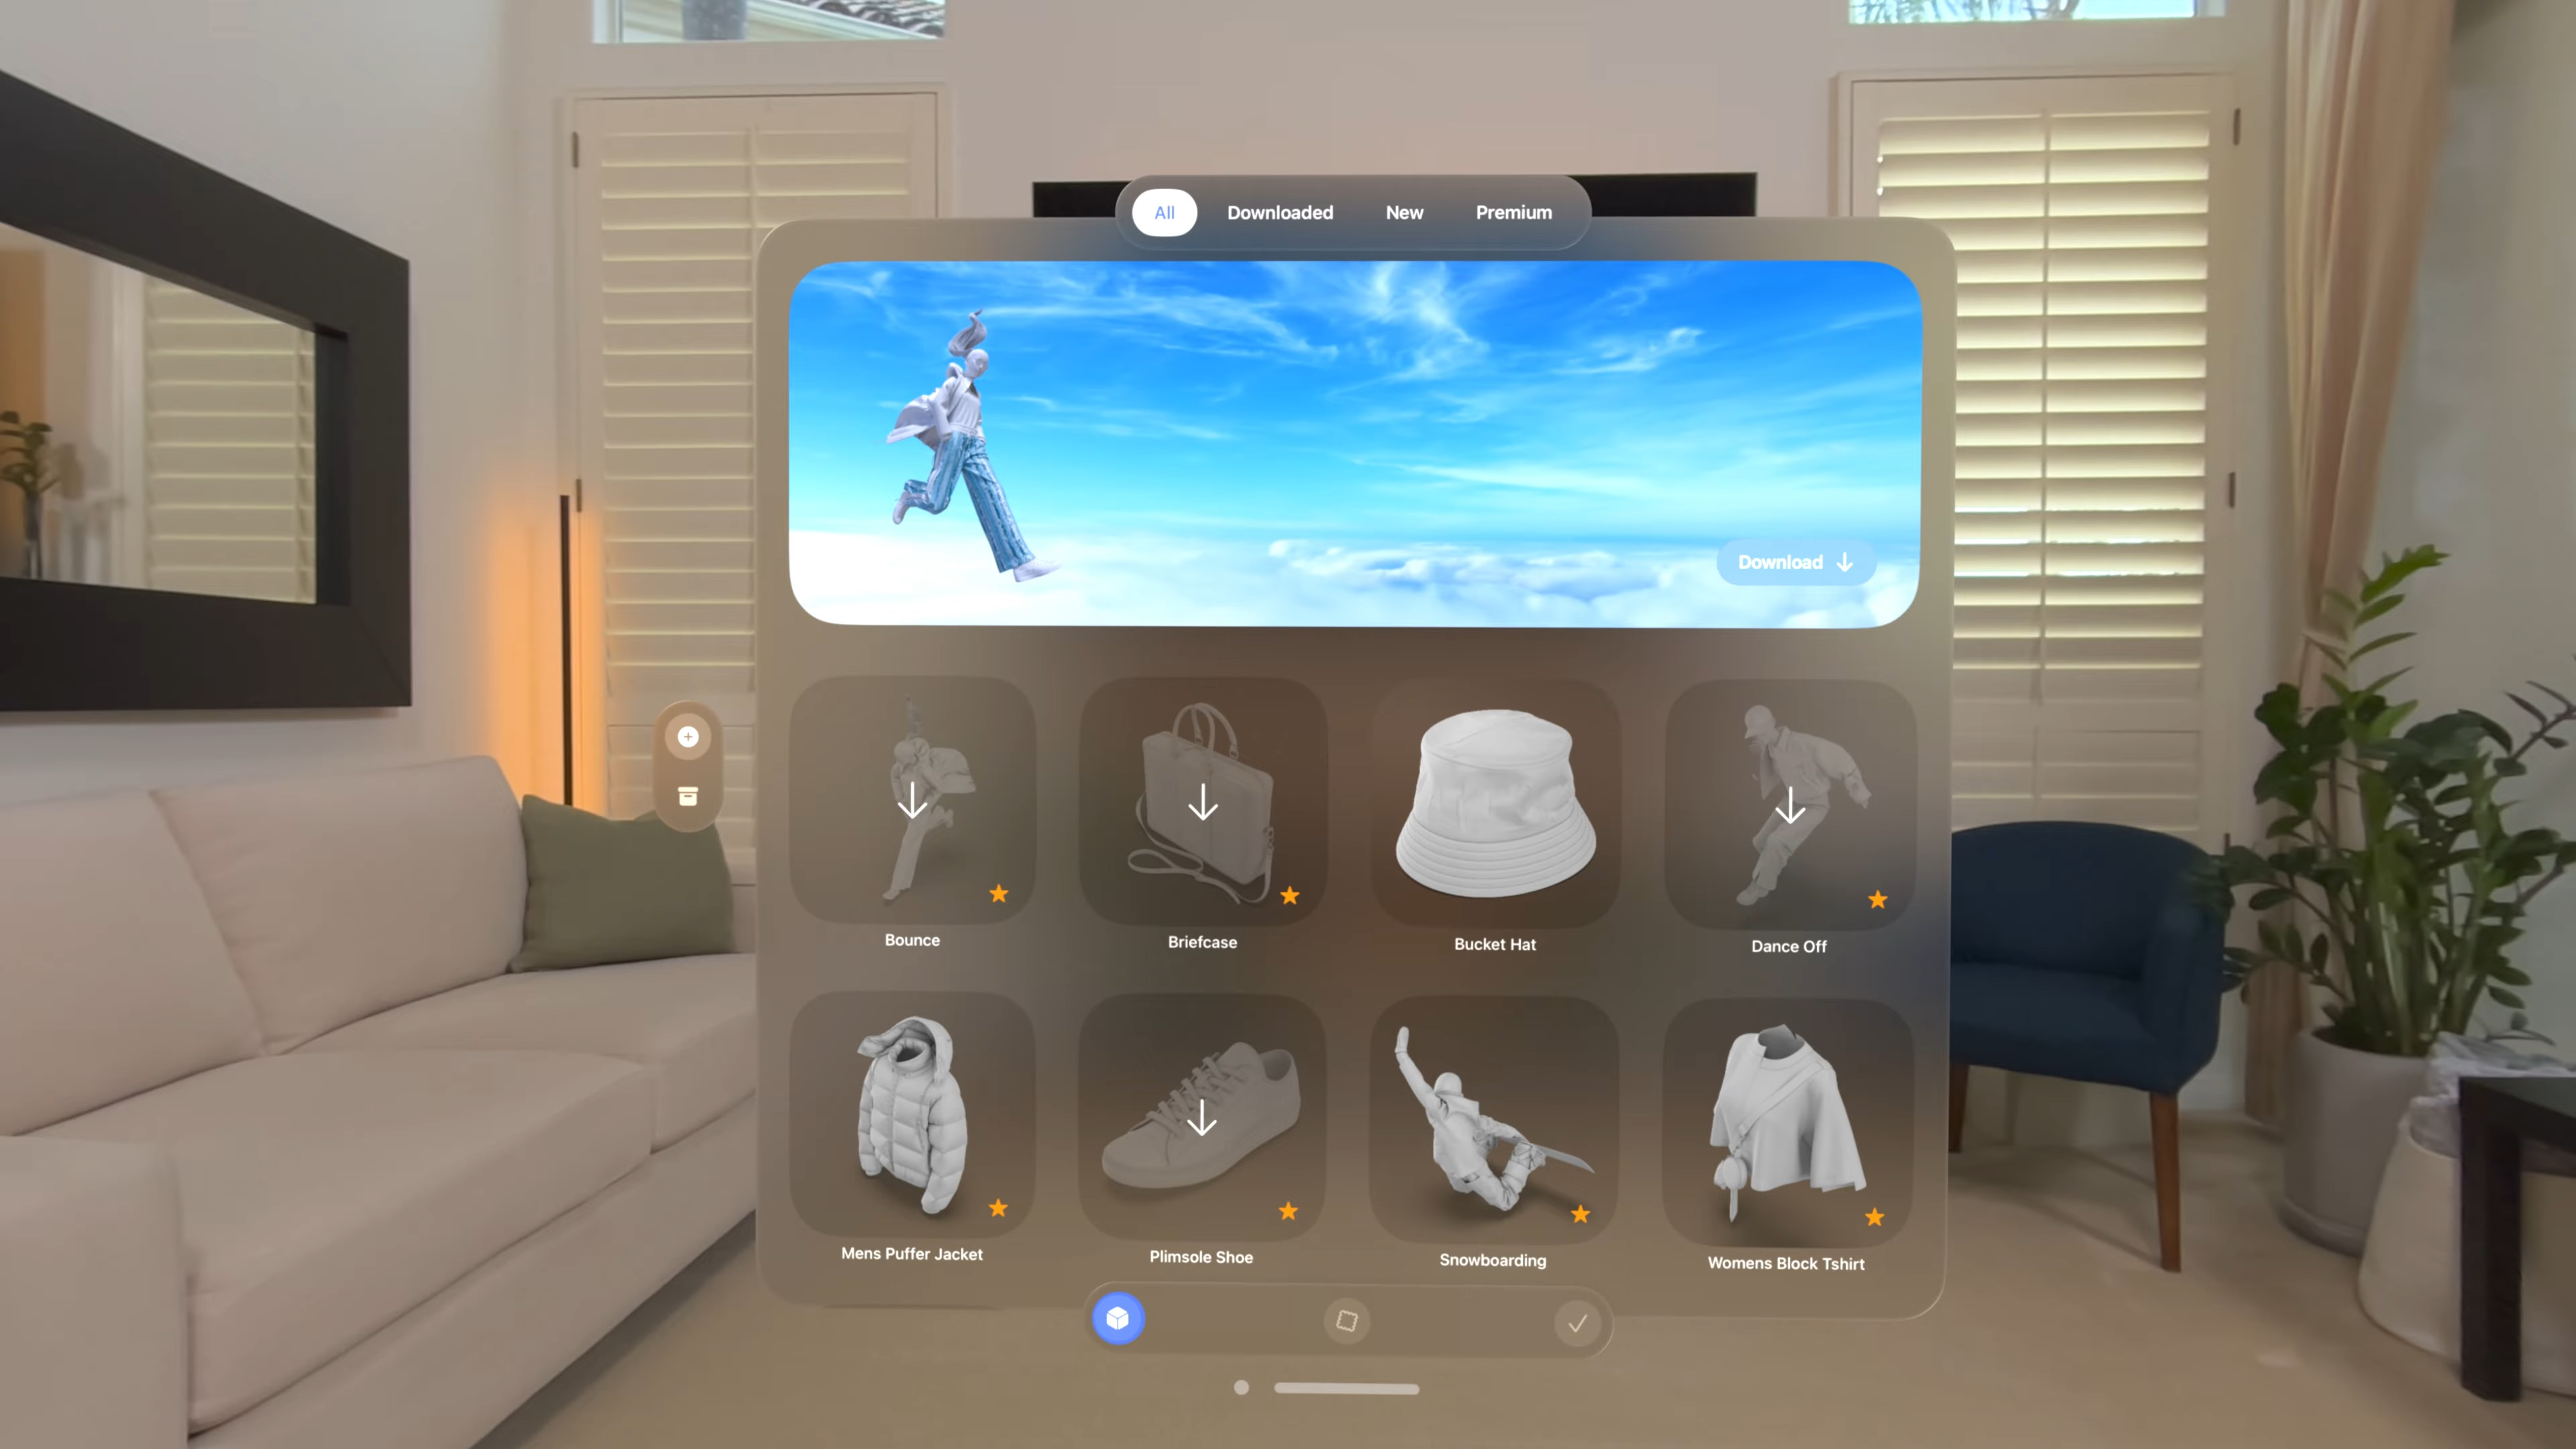 All Downloaded New Premium
Download
Bounce Briefcase Bucket Hat Dance Off
Mens Puffer Jacket Plimsole Shoe Snowboarding Womens Block Tshirt